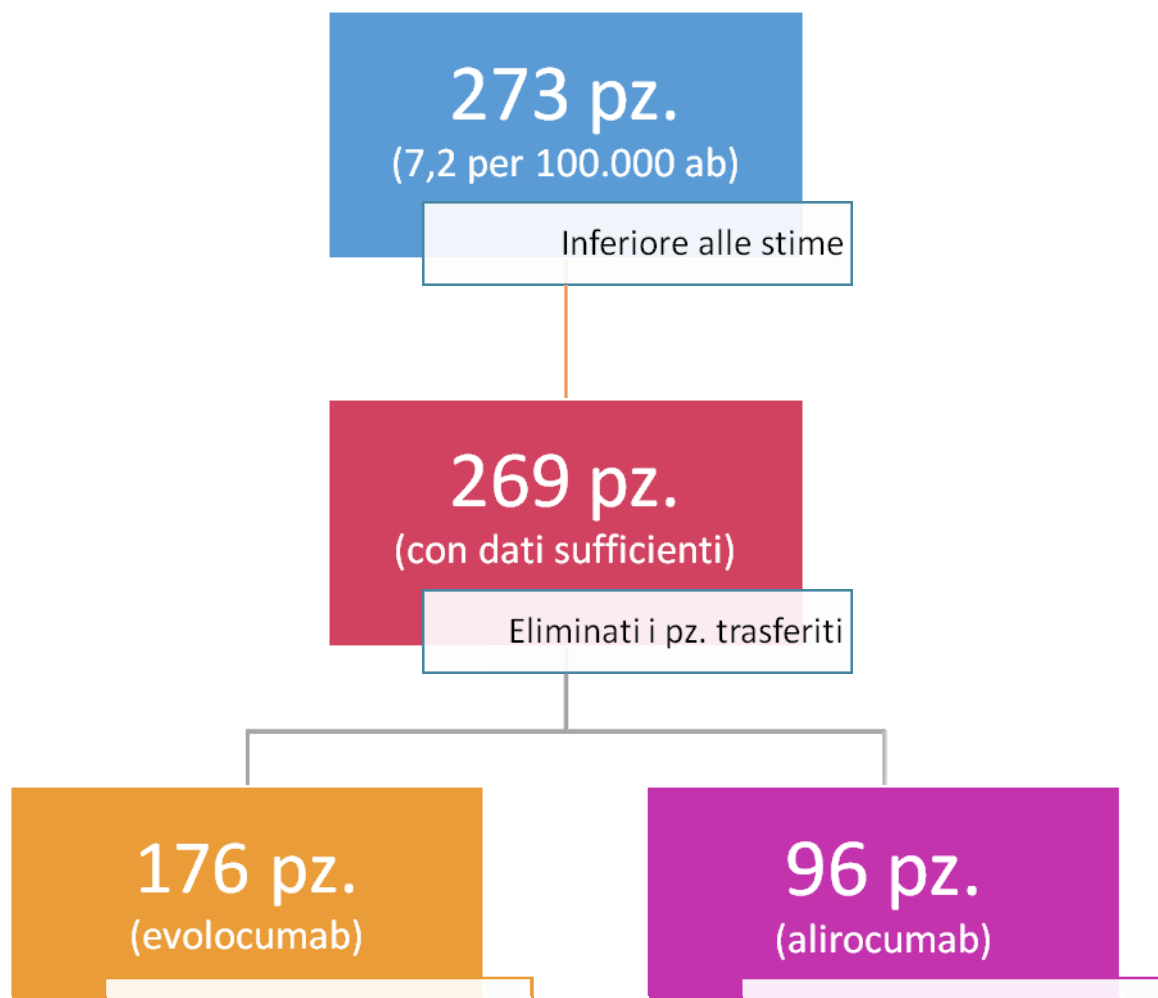 273 pz.
(7,2 per 100.000 ab)
Inferiore alle stime
269 pz.
(con dati sufficienti)
Eliminati i pz. trasferiti
176 pz.
(evolocumab)
96 pz.
(alirocumab)